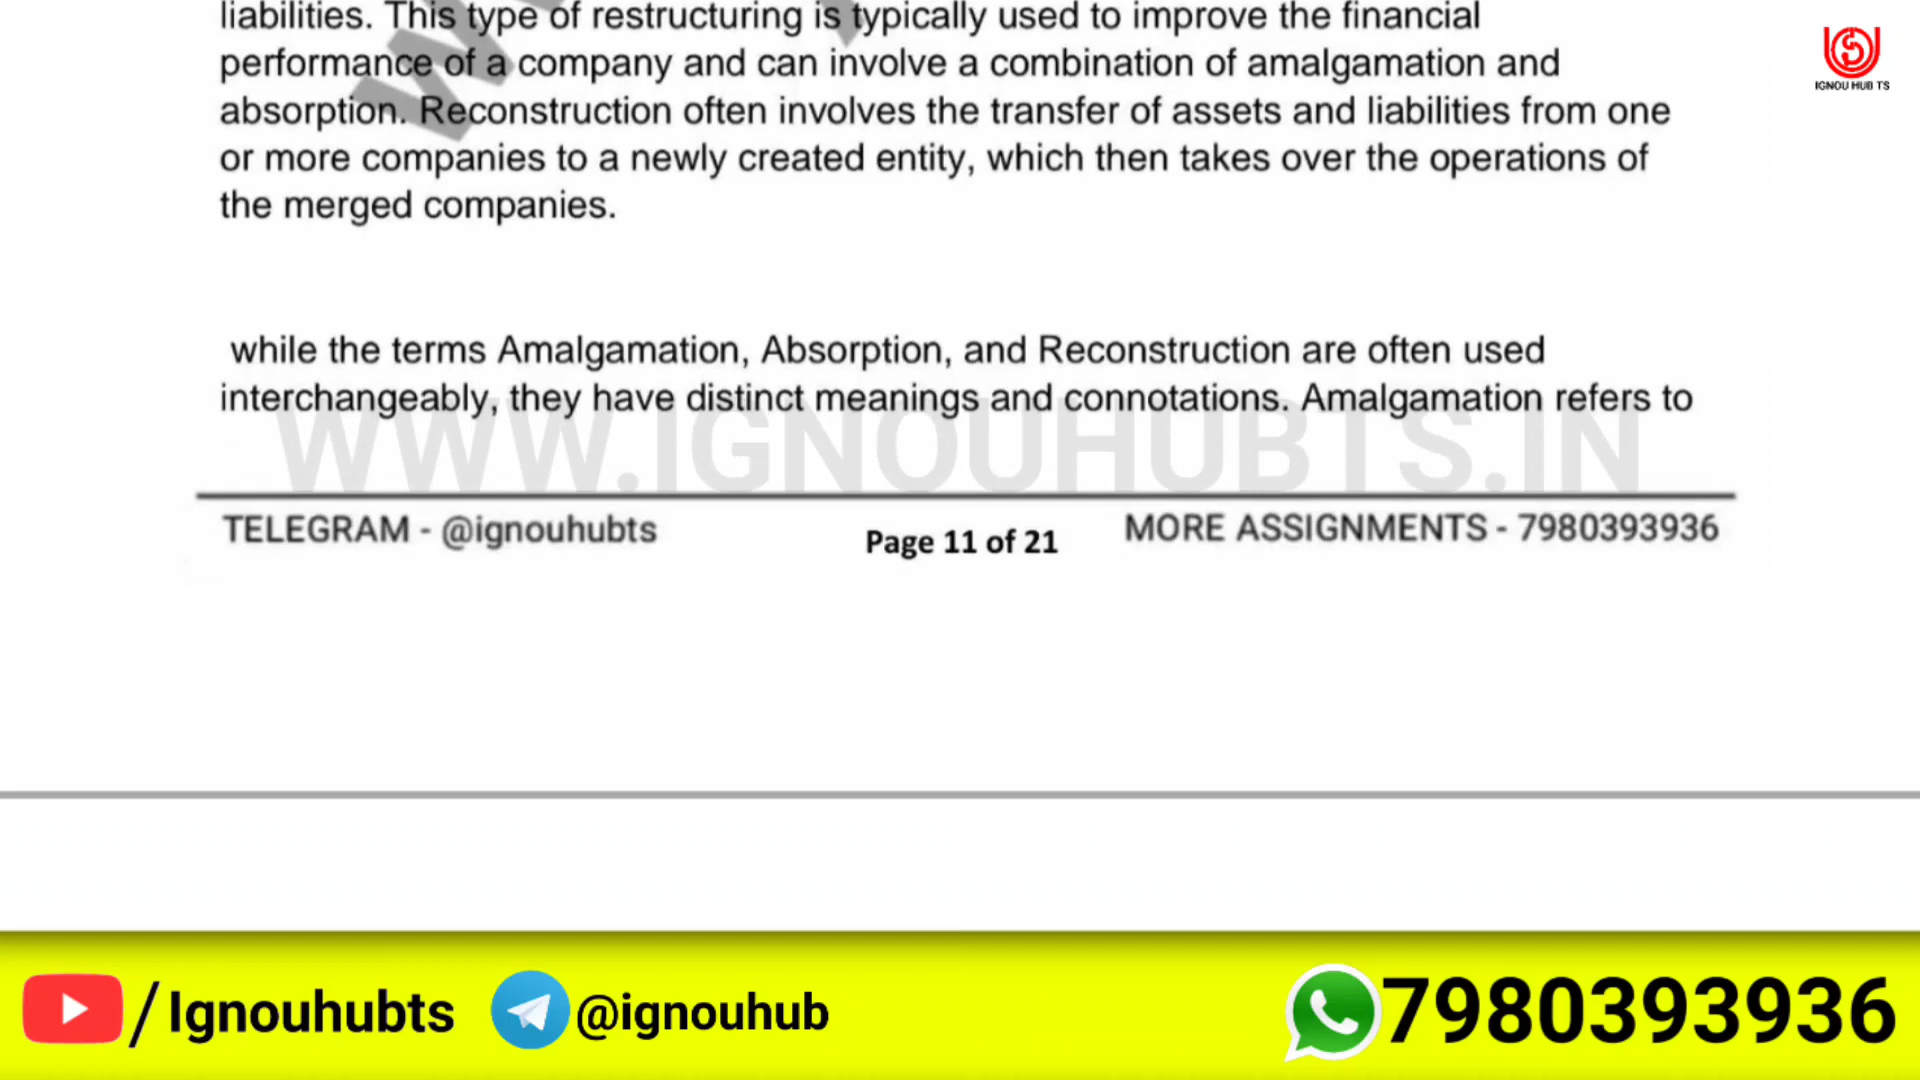 liabilities. This type of restructuring is typically used to improve the financial
performance of a company and can involve a combination of amalgamation and
absorption. Reconstruction often involves the transfer of assets and liabilities from one
or more companies to a newly created entity, which then takes over the operations of
the merged companies.
IGNOU HUB TS
while the terms Amalgamation, Absorption, and Reconstruction are often used
interchangeably, they have distinct meanings and connotations. Amalgamation refers to
WWW.IGNOUHUBTS.IN
TELEGRAM - @ignouhubts
Page 11 of 21
MORE ASSIGNMENTS - 7980393936
/Ignouhubts
@ignouhub
7980393936